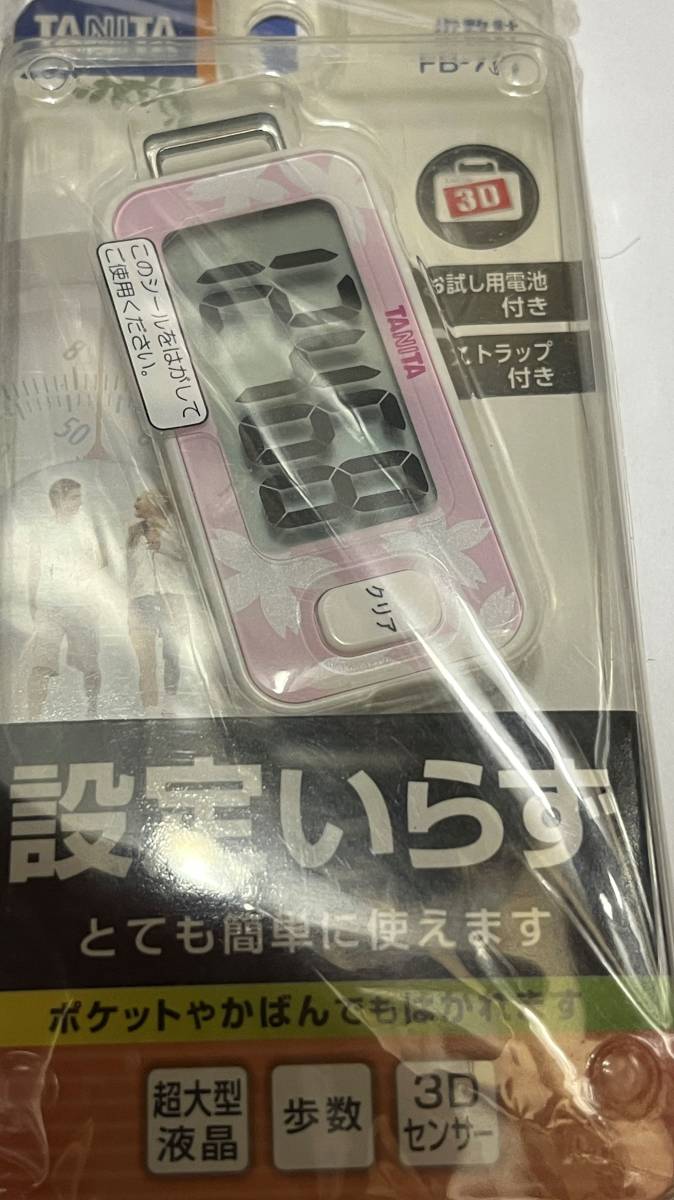 TANITA
歩数計
3D
お試し用電池
付き
ストラップ
付き
このシールをはがして
ご使用ください。
TANITA
クリア
8
50
設定いらず
とても簡単に使えます
ポケットやかばんでもはかれます
超大型
液晶
歩数
3D
センサー